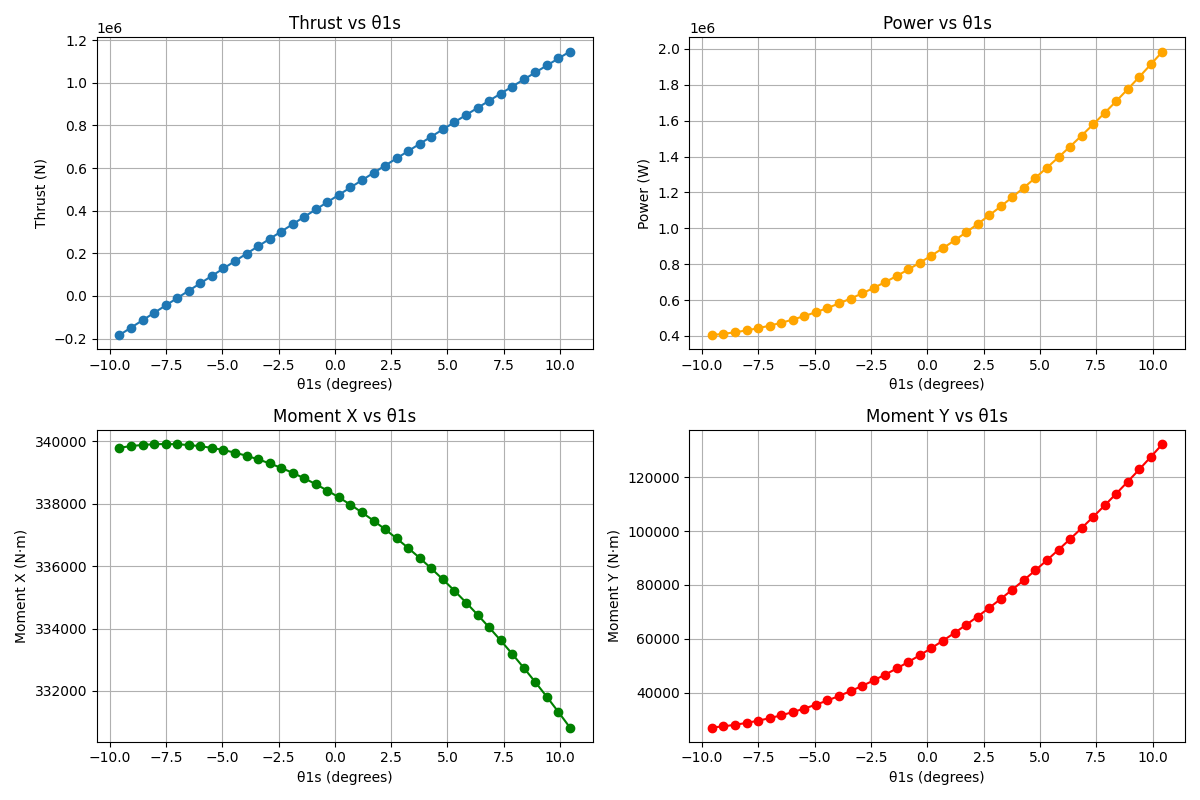 Thrust vs θ1s
1e6
1.2
1.0
0.8
0.6
0.4
0.2
0.0
−0.2
Thrust (N)
−10.0 −7.5 −5.0 −2.5 0.0 2.5 5.0 7.5 10.0
θ1s (degrees)
Power vs θ1s
1e6
2.0
1.8
1.6
1.4
1.2
1.0
0.8
0.6
0.4
Power (W)
−10.0 −7.5 −5.0 −2.5 0.0 2.5 5.0 7.5 10.0
θ1s (degrees)
Moment X vs θ1s
340000
338000
336000
334000
332000
Moment X (N·m)
−10.0 −7.5 −5.0 −2.5 0.0 2.5 5.0 7.5 10.0
θ1s (degrees)
Moment Y vs θ1s
120000
100000
80000
60000
40000
Moment Y (N·m)
−10.0 −7.5 −5.0 −2.5 0.0 2.5 5.0 7.5 10.0
θ1s (degrees)